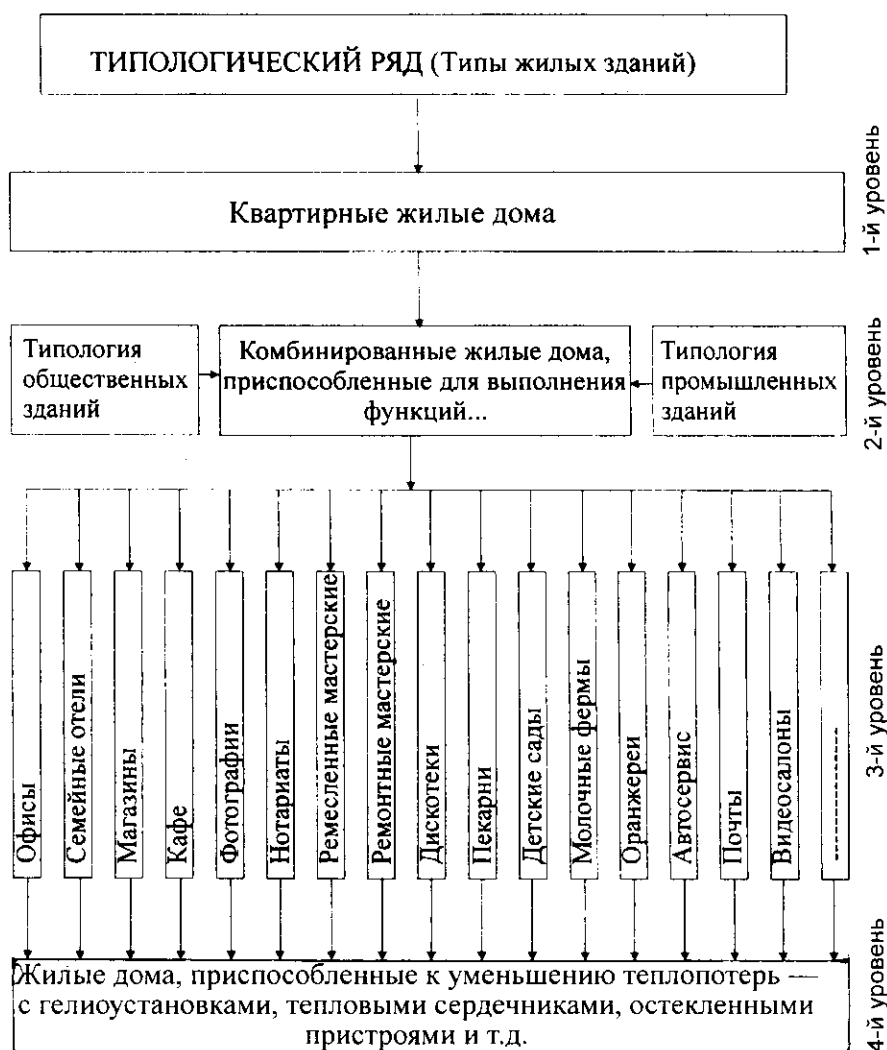 ТИПОЛОГИЧЕСКИЙ РЯД (Типы жилых зданий)
Квартирные жилые дома
1-й уровень
Типология
общественных
зданий
Комбинированные жилые дома,
приспособленные для выполнения
функций...
Типология
промышленных
зданий
2-й уровень
Офисы
Семейные отели
Магазины
Кафе
Фотографии
Нотариаты
Ремесленные мастерские
Ремонтные мастерские
Дискотеки
Пекарни
Детские сады
Молочные фермы
Оранжереи
Автосервис
Почты
Видеосалоны
3-й уровень
Жилые дома, приспособленные к уменьшению теплопотерь —
с гелиоустановками, тепловыми сердечниками, остекленными
пристроями и т.д.
4-й уровень